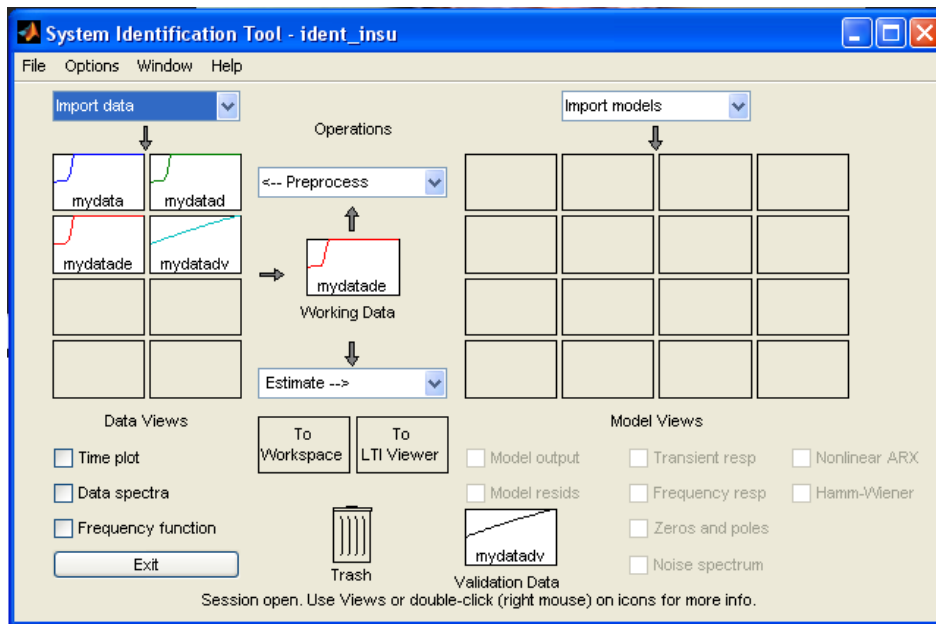 System Identification Tool - ident_insu
File Options Window Help
Import data
Import models
Operations
mydata mydatad
<-- Preprocess
mydatade mydatadv
mydatade
Working Data
Estimate -->
Data Views
Model Views
To
Workspace
To
LTI Viewer
Time plot
Model output Transient resp Nonlinear ARX
Data spectra
Model resids Frequency resp Hamm-Wiener
Frequency function
Zeros and poles
Exit
Trash
mydatadv
Validation Data
Noise spectrum
Session open. Use Views or double-click (right mouse) on icons for more info.